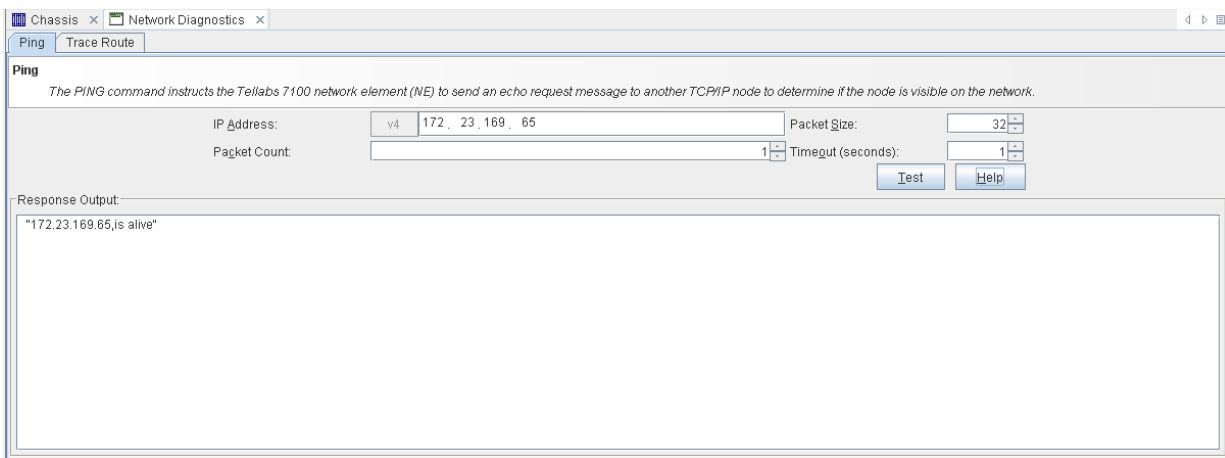 Chassis Network Diagnostics
Ping Trace Route
Ping
The PING command instructs the Tellabs 7100 network element (NE) to send an echo request message to another TCP/IP node to determine if the node is visible on the network.
IP Address: v4 172 . 23 . 169 . 65 Packet Size: 32
Packet Count: 1 Timeout (seconds): 1
Test Help
Response Output:
"172.23.169.65,is alive"